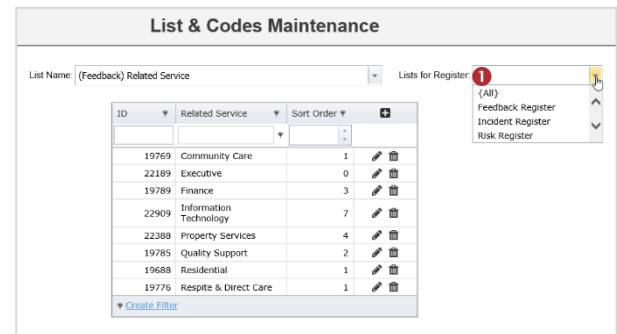 List & Codes Maintenance
List Name: (Feedback) Related Service Lists for Register: 1
{All}
Feedback Register
Incident Register
Risk Register
ID Related Service Sort Order
19769 Community Care 1
22189 Executive 0
19789 Finance 3
22909 Information Technology 7
22388 Property Services 4
19785 Quality Support 2
19688 Residential 1
19776 Respite & Direct Care 1
Create Filter